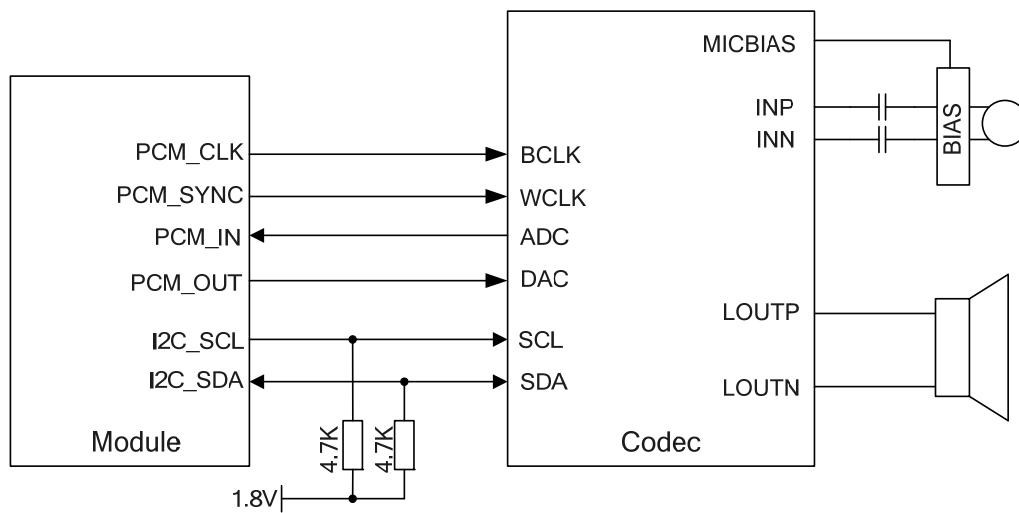 MICBIAS
INP
INN
BIAS
PCM_CLK
BCLK
PCM_SYNC
WCLK
PCM_IN
ADC
PCM_OUT
DAC
I2C_SCL
SCL
I2C_SDA
SDA
LOUTP
LOUTN
Module
Codec
4.7K
4.7K
1.8V